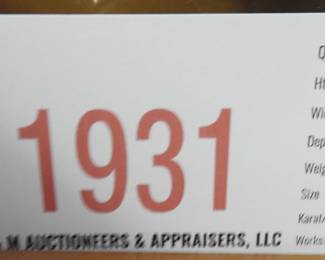 1931
.M AUCTIONEERS & APPRAISERS, LLC
Q
Ht
Wi
Dep
Weig
Size
Karat/
Works